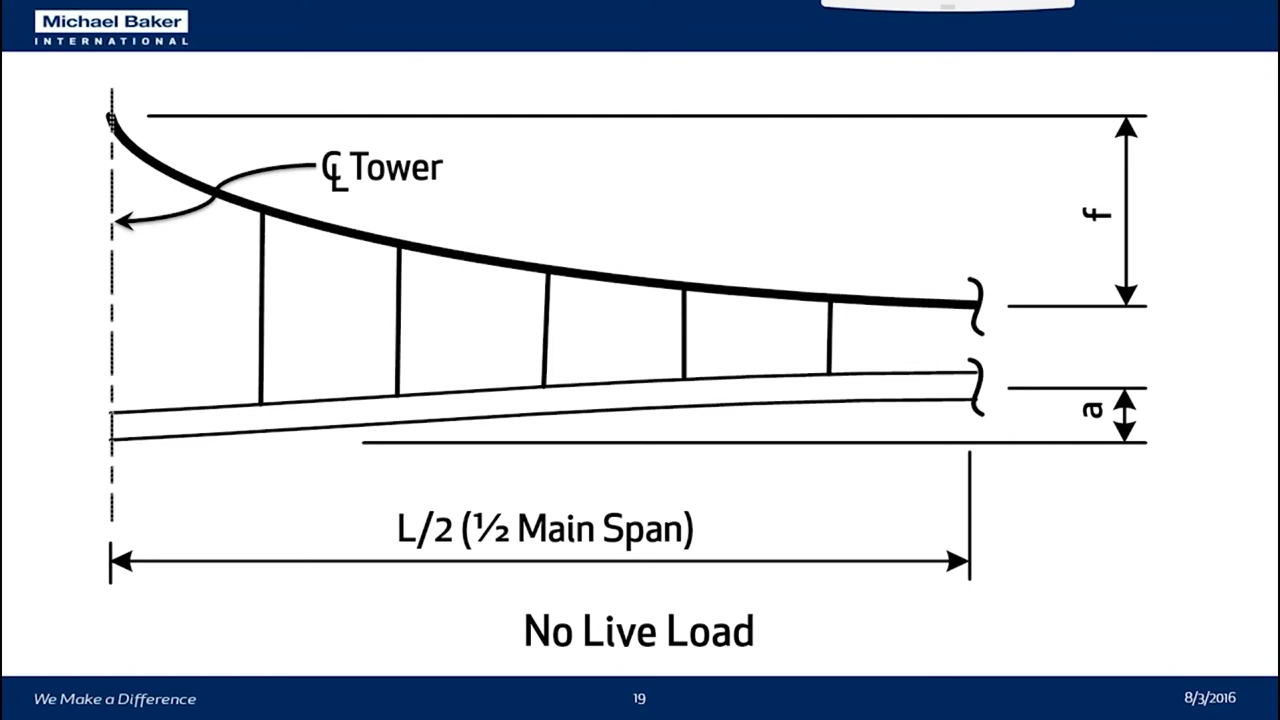 Michael Baker
INTERNATIONAL
℄ Tower
f
a
L/2 (½ Main Span)
No Live Load
We Make a Difference
19
8/3/2016